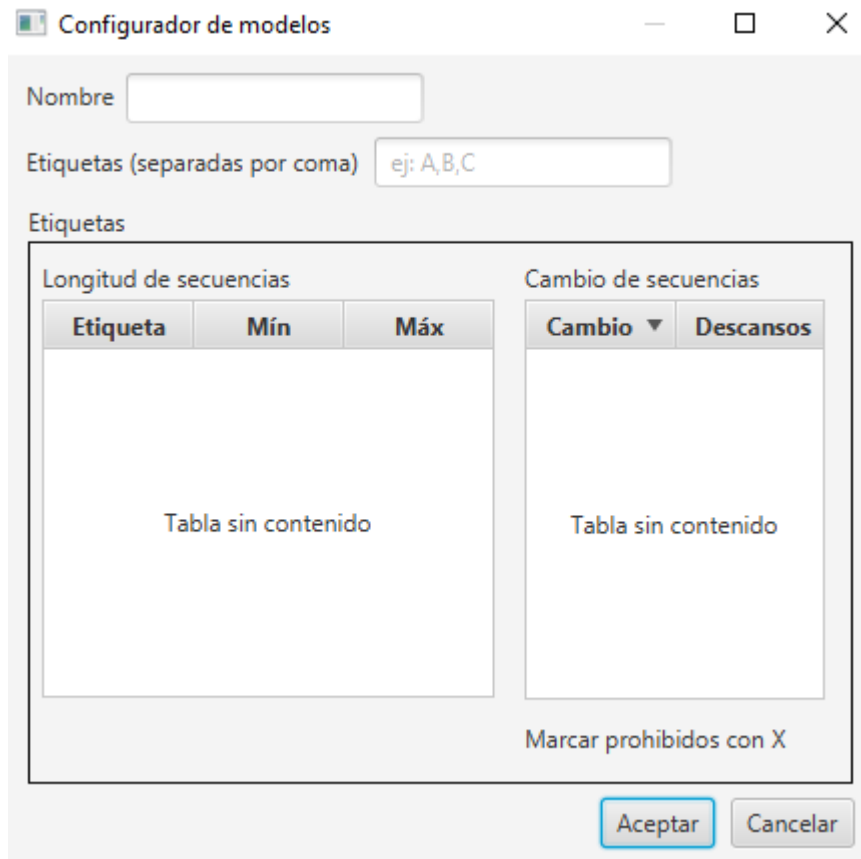 Configurador de modelos
Nombre
Etiquetas (separadas por coma) ej: A,B,C
Etiquetas
Longitud de secuencias
Etiqueta Mín Máx
Tabla sin contenido
Cambio de secuencias
Cambio Descansos
Tabla sin contenido
Marcar prohibidos con X
Aceptar Cancelar